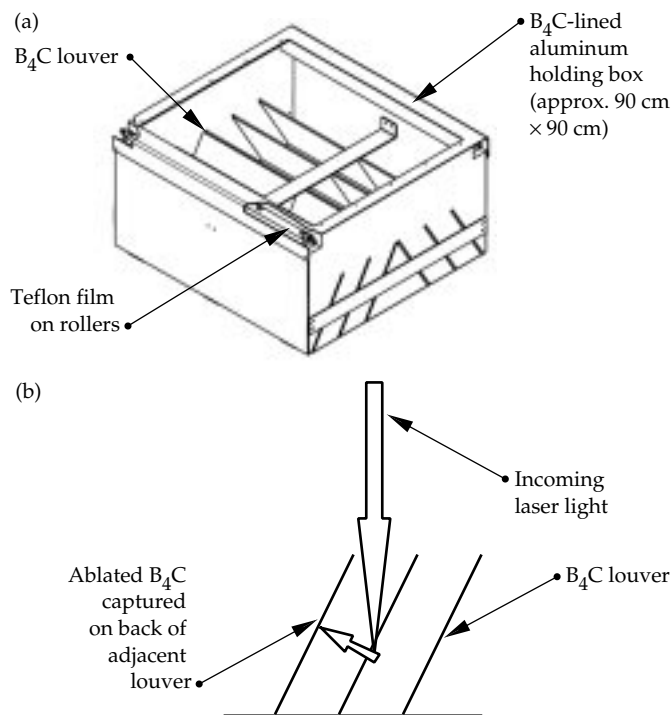 (a)
B₄C louver
B₄C-lined
aluminum
holding box
(approx. 90 cm
× 90 cm)
Teflon film
on rollers
(b)
Incoming
laser light
Ablated B₄C
captured
on back of
adjacent
louver
B₄C louver